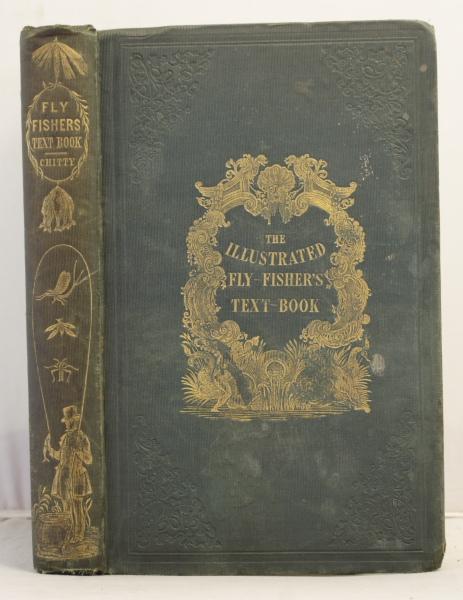 FLY
FISHERS
TEXT BOOK
CHITTY
THE
ILLUSTRATED
FLY-FISHER'S
TEXT-BOOK